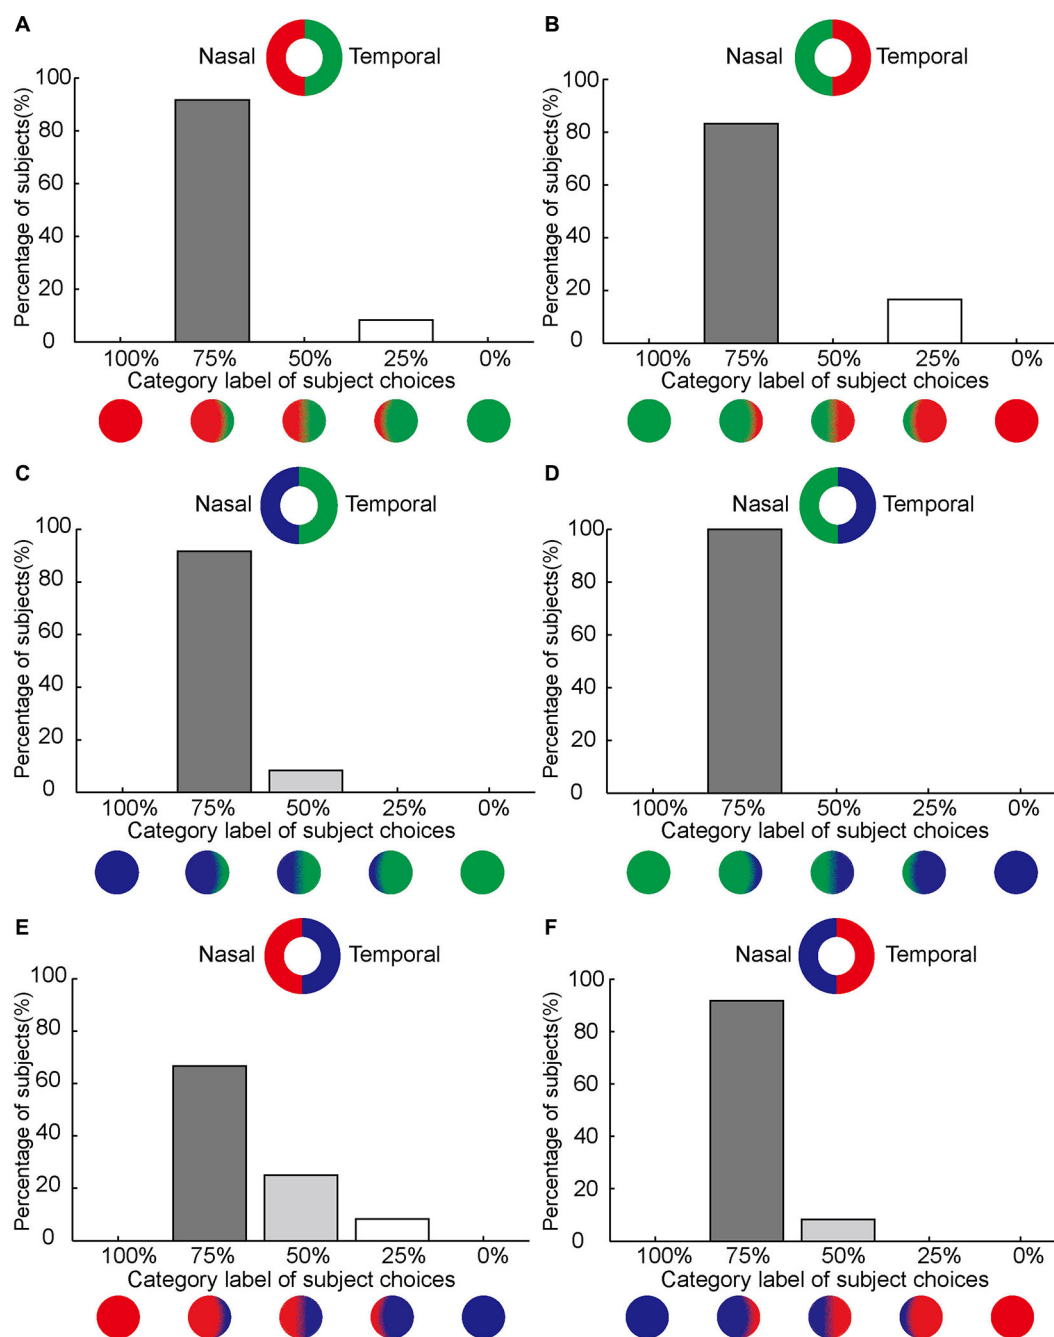 A
Nasal Temporal
Percentage of subjects(%)
100
80
60
40
20
0
100% 75% 50% 25% 0%
Category label of subject choices
B
Nasal Temporal
Percentage of subjects(%)
100
80
60
40
20
0
100% 75% 50% 25% 0%
Category label of subject choices
C
Nasal Temporal
Percentage of subjects(%)
100
80
60
40
20
0
100% 75% 50% 25% 0%
Category label of subject choices
D
Nasal Temporal
Percentage of subjects(%)
100
80
60
40
20
0
100% 75% 50% 25% 0%
Category label of subject choices
E
Nasal Temporal
Percentage of subjects(%)
100
80
60
40
20
0
100% 75% 50% 25% 0%
Category label of subject choices
F
Nasal Temporal
Percentage of subjects(%)
100
80
60
40
20
0
100% 75% 50% 25% 0%
Category label of subject choices